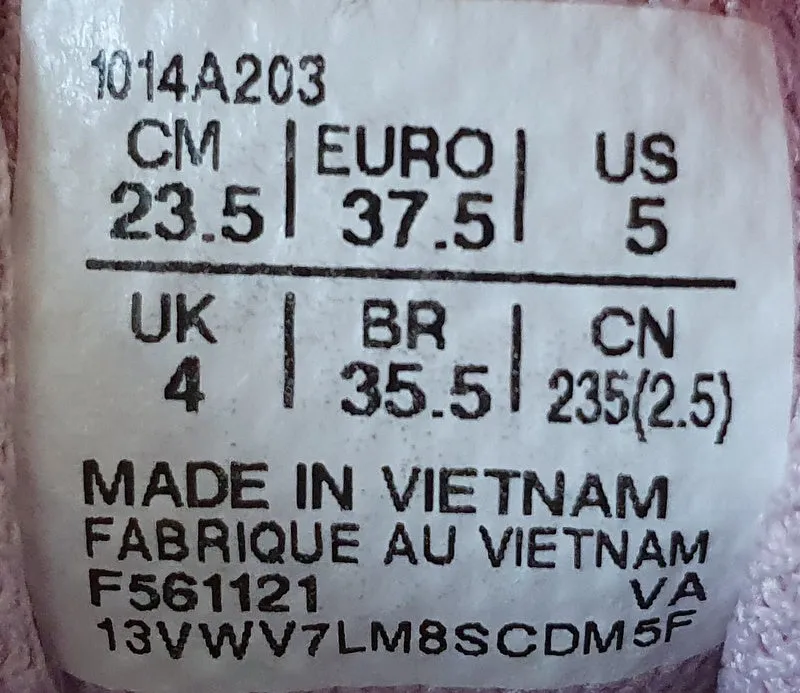 1014A203
CM | EURO | US
23.5 | 37.5 | 5
UK | BR | CN
4 | 35.5 | 235(2.5)
MADE IN VIETNAM
FABRIQUE AU VIETNAM
F561121 VA
13VWV7LM8SCDM5F